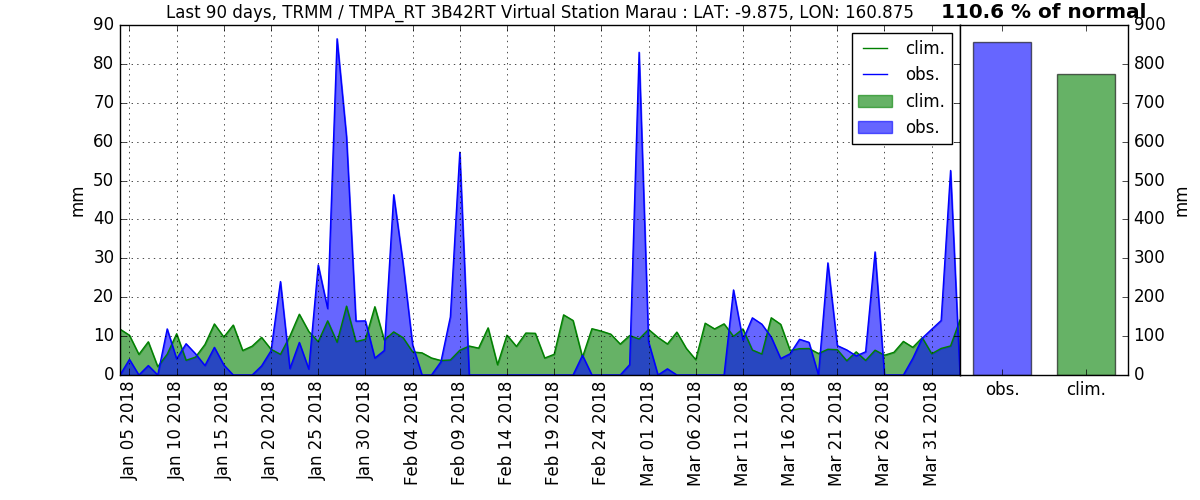 Last 90 days, TRMM / TMPA_RT 3B42RT Virtual Station Marau : LAT: -9.875, LON: 160.875
110.6 % of normal
90
80
70
60
50
40
30
20
10
0
mm
clim.
obs.
clim.
obs.
900
800
700
600
500
400
300
200
100
0
mm
obs.
clim.
Jan 05 2018
Jan 10 2018
Jan 15 2018
Jan 20 2018
Jan 25 2018
Jan 30 2018
Feb 04 2018
Feb 09 2018
Feb 14 2018
Feb 19 2018
Feb 24 2018
Mar 01 2018
Mar 06 2018
Mar 11 2018
Mar 16 2018
Mar 21 2018
Mar 26 2018
Mar 31 2018